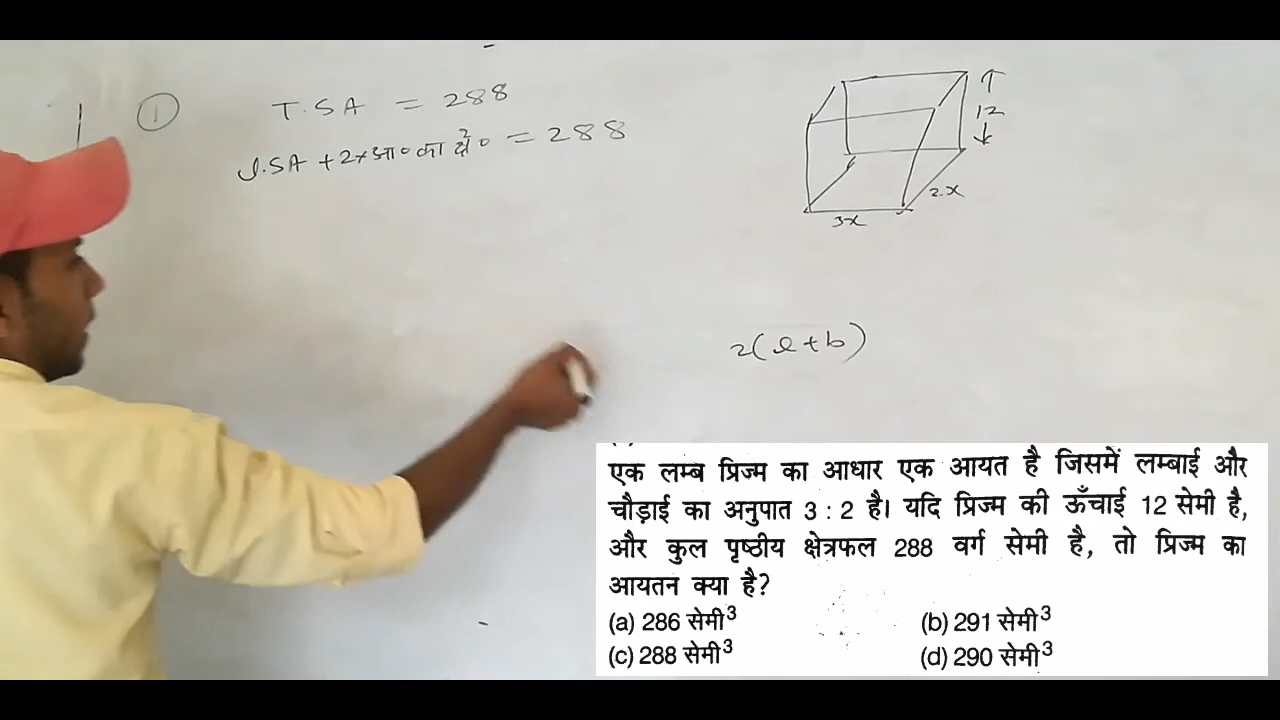 ①
T.S.A = 288
L.S.A + 2×आ० का क्षे० = 288
12
2x
3x
2(l+b)
एक लम्ब प्रिज्म का आधार एक आयत है जिसमें लम्बाई और
चौड़ाई का अनुपात 3 : 2 है। यदि प्रिज्म की ऊँचाई 12 सेमी है,
और कुल पृष्ठीय क्षेत्रफल 288 वर्ग सेमी है, तो प्रिज्म का
आयतन क्या है?
(a) 286 सेमी³ (b) 291 सेमी³
(c) 288 सेमी³ (d) 290 सेमी³